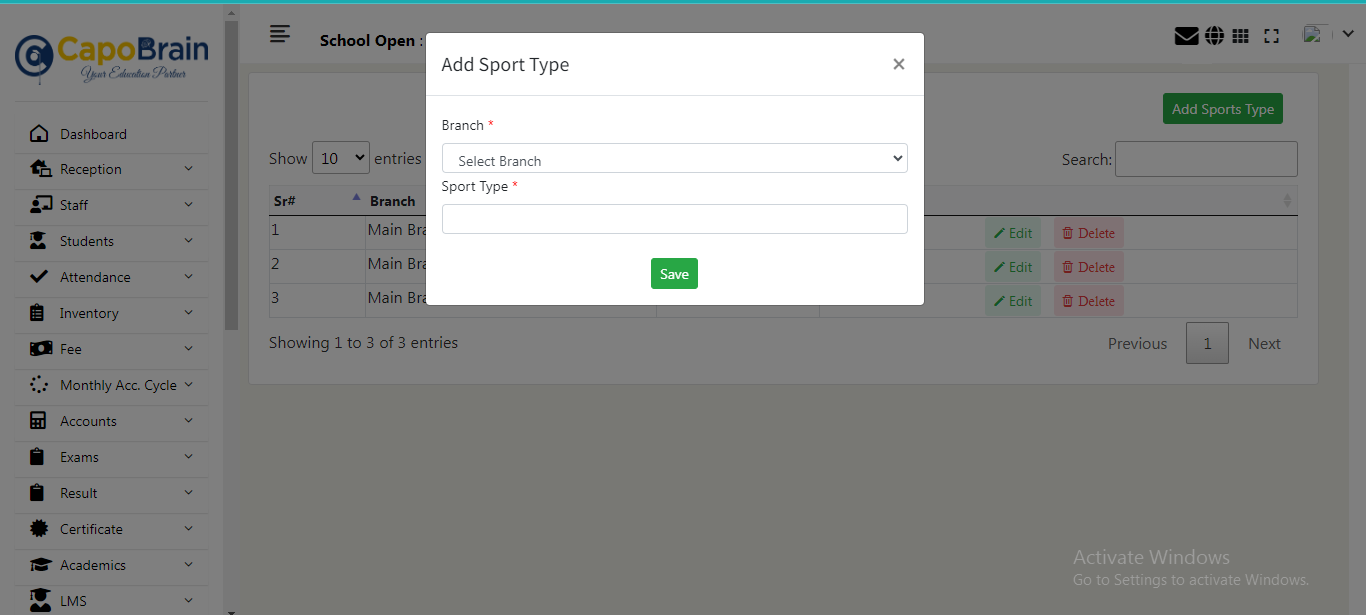 CapoBrain
Your Education Partner
School Open :
Add Sport Type
×
Branch *
Select Branch
Sport Type *
Save
Add Sports Type
Show 10 entries
Search:
Sr# Branch
1 Main Bra Edit Delete
2 Main Bra Edit Delete
3 Main Bra Edit Delete
Showing 1 to 3 of 3 entries
Previous 1 Next
Dashboard
Reception
Staff
Students
Attendance
Inventory
Fee
Monthly Acc. Cycle
Accounts
Exams
Result
Certificate
Academics
LMS
Activate Windows
Go to Settings to activate Windows.